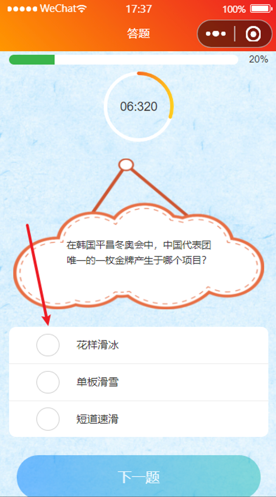 WeChat
17:37
100%
答题
20%
06:320
在韩国平昌冬奥会中，中国代表团
唯一的一枚金牌产生于哪个项目？
花样滑冰
单板滑雪
短道速滑
下一题